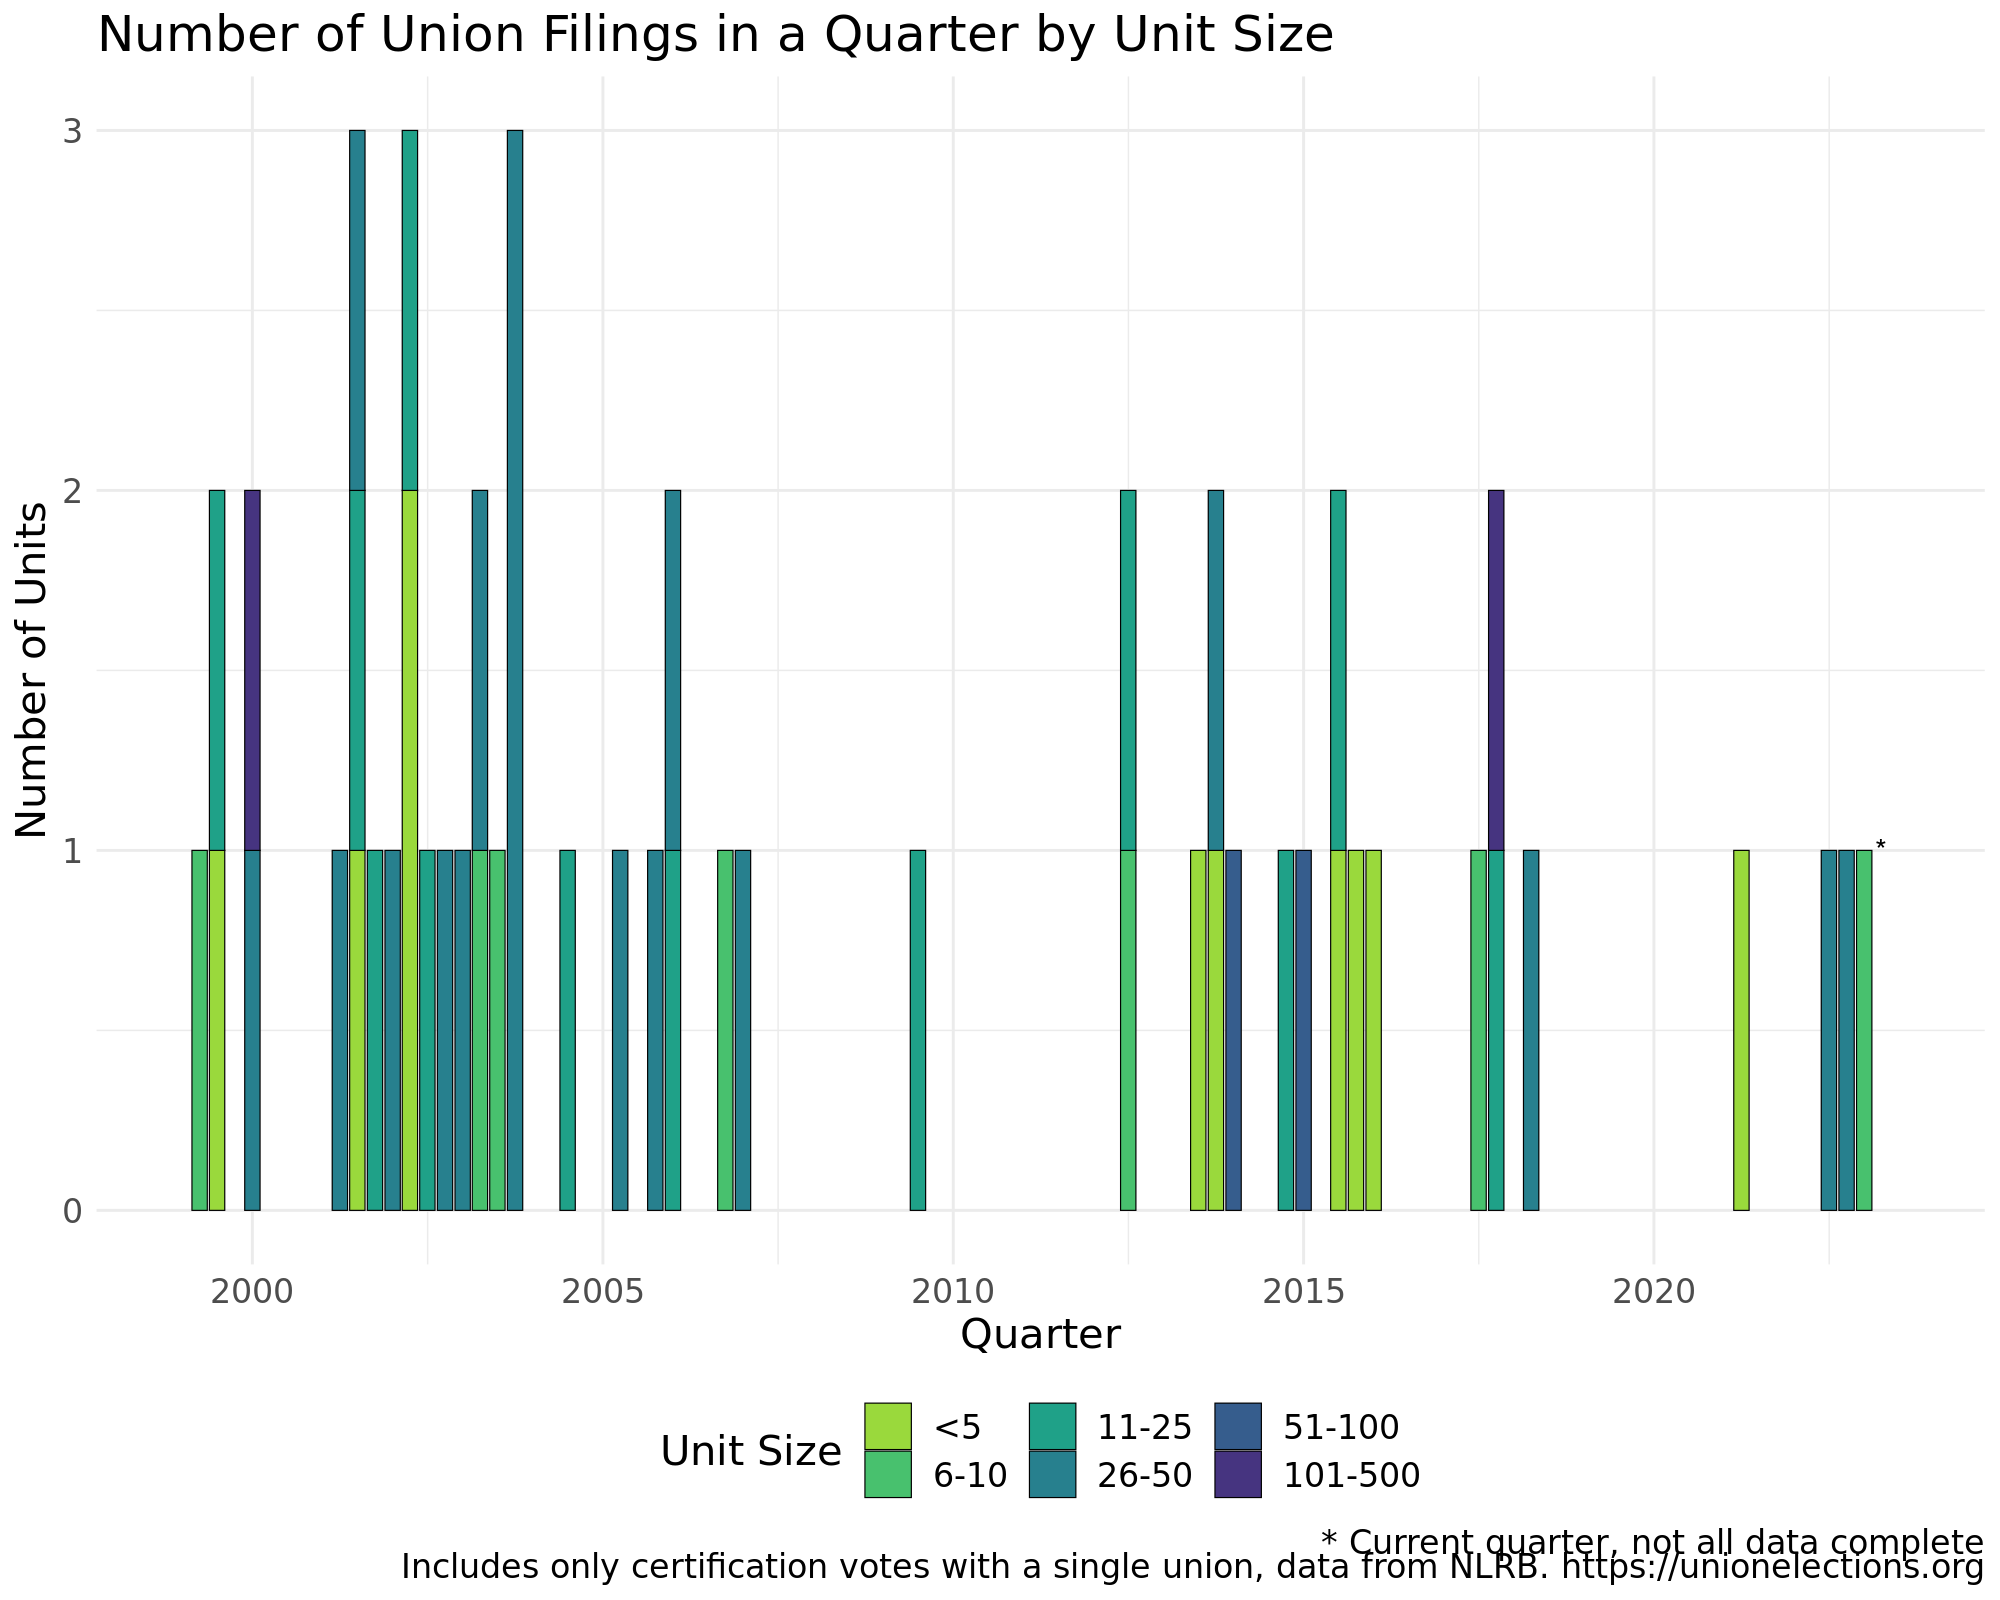 Number of Union Filings in a Quarter by Unit Size
Number of Units
3
2
1
0
*
2000 2005 2010 2015 2020
Quarter
Unit Size
<5 11-25 51-100
6-10 26-50 101-500
* Current quarter, not all data complete
Includes only certification votes with a single union, data from NLRB. https://unionelections.org